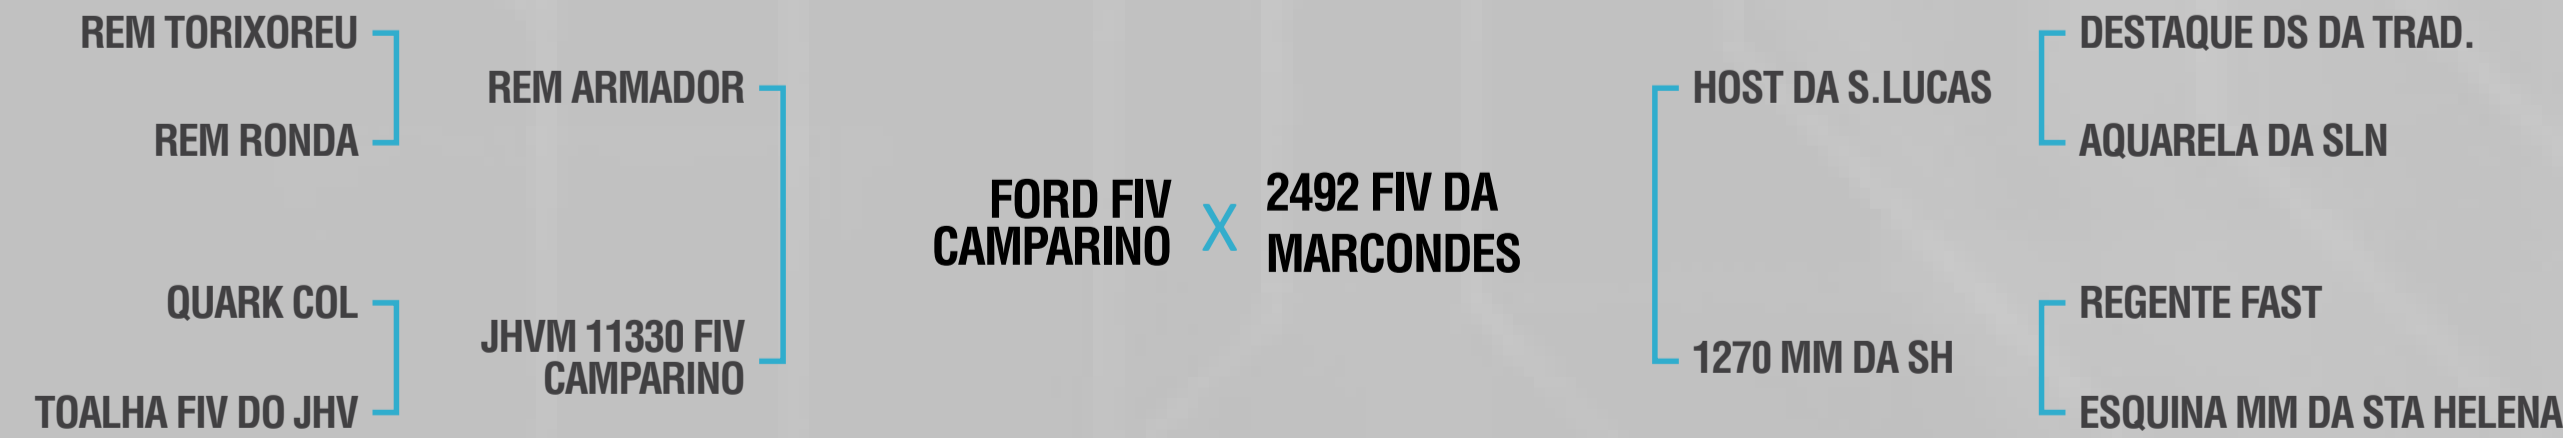 REM TORIXOREU
REM RONDA
QUARK COL
TOALHA FIV DO JHV
REM ARMADOR
JHVM 11330 FIV
CAMPARINO
FORD FIV
CAMPARINO
X
2492 FIV DA
MARCONDES
HOST DA S.LUCAS
1270 MM DA SH
DESTAQUE DS DA TRAD.
AQUARELA DA SLN
REGENTE FAST
ESQUINA MM DA STA HELENA